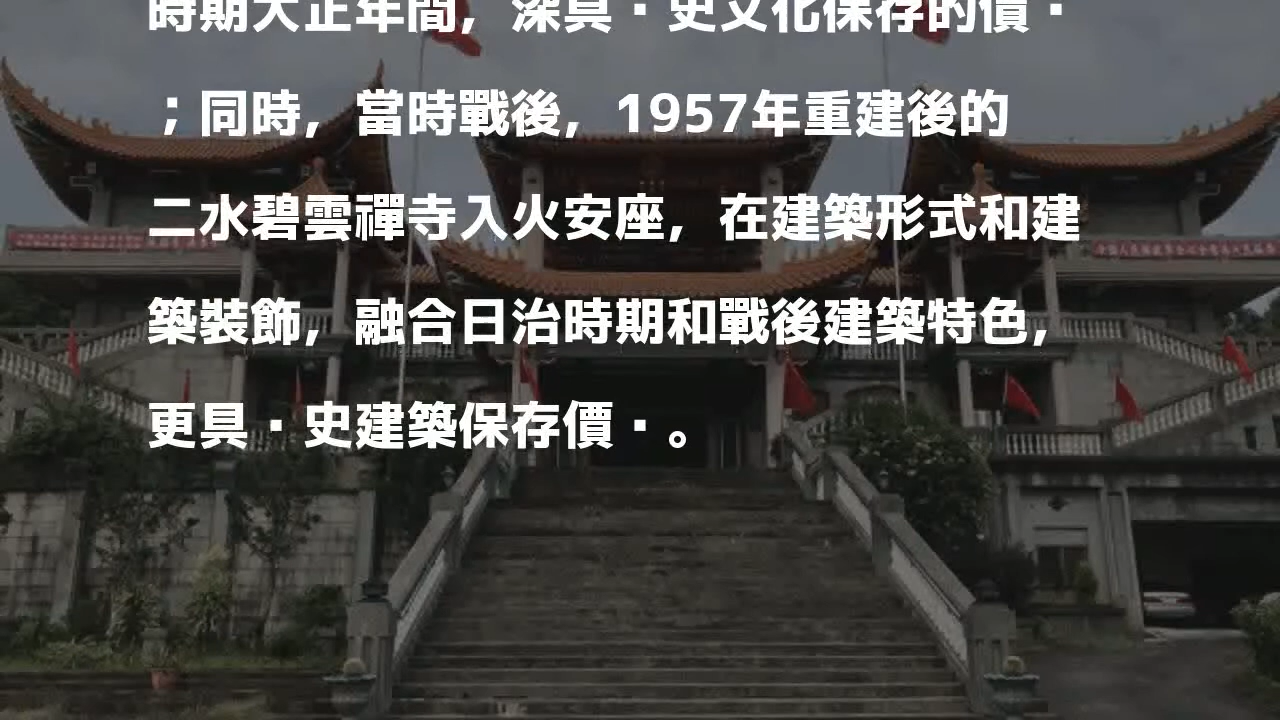 時期大正年間，深具▪史文化保存的價▪
；同時，當時戰後，1957年重建後的
二水碧雲禪寺入火安座，在建築形式和建
築裝飾，融合日治時期和戰後建築特色，
更具▪史建築保存價▪。